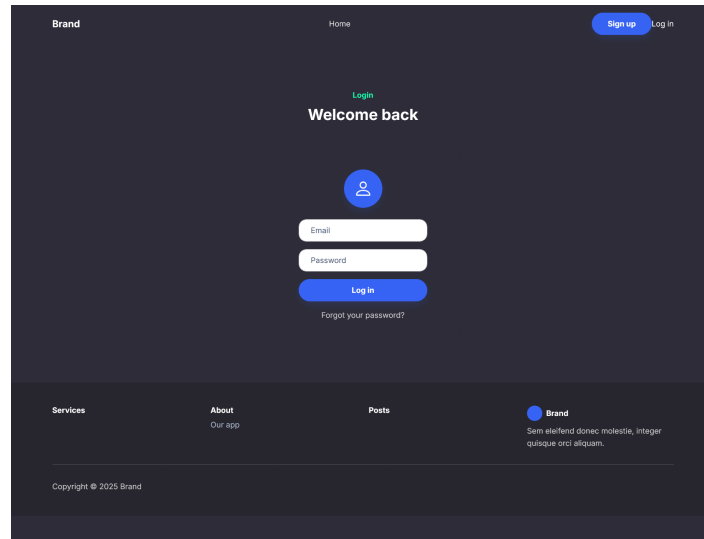 Brand
Home
Sign up
Log in
Login
Welcome back
Email
Password
Log in
Forgot your password?
Services
About
Our app
Posts
Brand
Sem eleifend donec molestie, integer
quisque orci aliquam.
Copyright © 2025 Brand